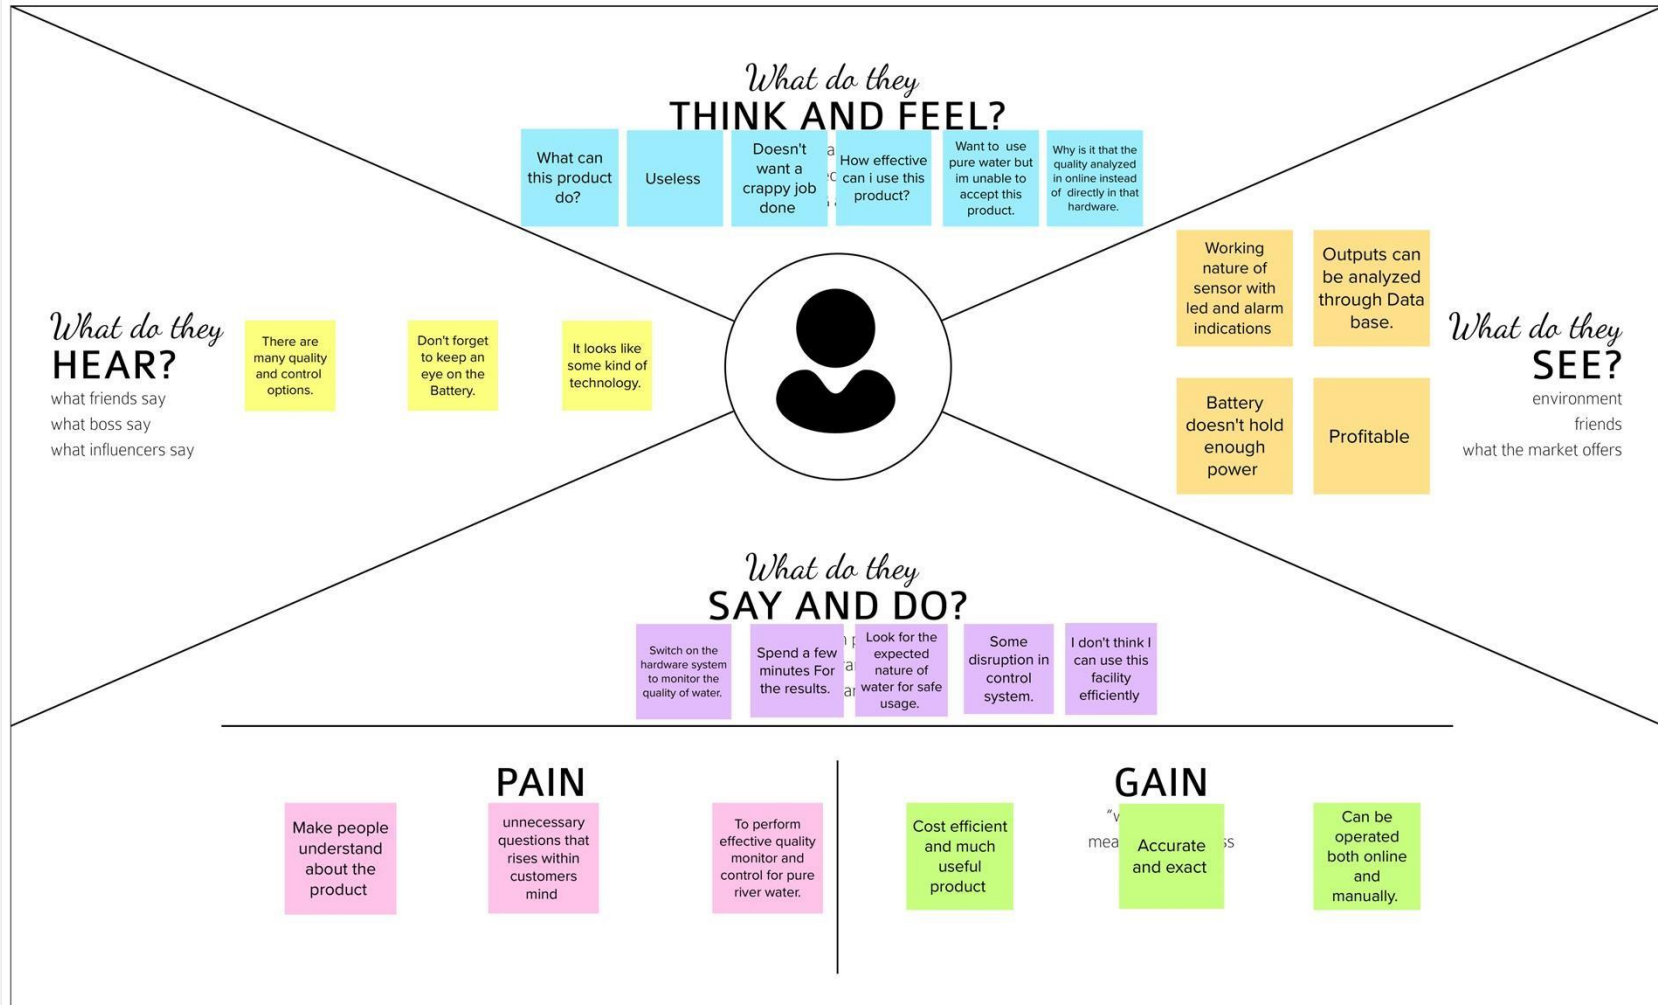 What do they
THINK AND FEEL?
What can
this product
do?
Useless
Doesn't
want a
crappy job
done
How effective
can i use this
product?
Want to use
pure water but
im unable to
accept this
product.
Why is it that the
quality analyzed
in online instead
of directly in that
hardware.
What do they
HEAR?
what friends say
what boss say
what influencers say
There are
many quality
and control
options.
Don't forget
to keep an
eye on the
Battery.
It looks like
some kind of
technology.
Working
nature of
sensor with
led and alarm
indications
Outputs can
be analyzed
through Data
base.
Battery
doesn't hold
enough
power
Profitable
What do they
SEE?
environment
friends
what the market offers
What do they
SAY AND DO?
Switch on the
hardware system
to monitor the
quality of water.
Spend a few
minutes For
the results.
Look for the
expected
nature of
water for safe
usage.
Some
disruption in
control
system.
I don't think I
can use this
facility
efficiently
PAIN
Make people
understand
about the
product
unnecessary
questions that
rises within
customers
mind
To perform
effective quality
monitor and
control for pure
river water.
GAIN
Cost efficient
and much
useful
product
Accurate
and exact
Can be
operated
both online
and
manually.